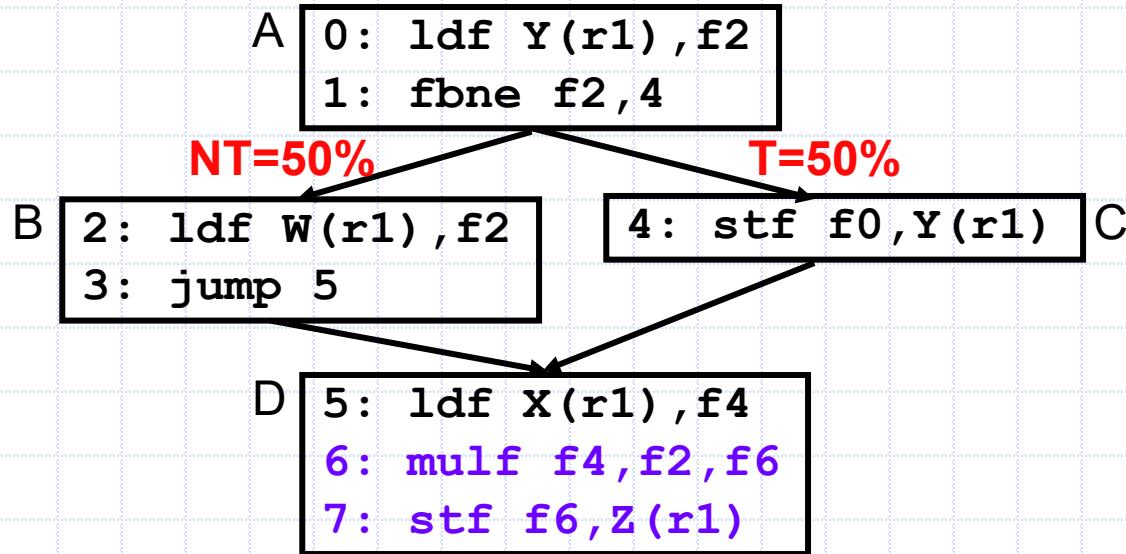 A
0: ldf Y(r1),f2
1: fbne f2,4
NT=50%
T=50%
B
2: ldf W(r1),f2
3: jump 5
4: stf f0,Y(r1)
C
D
5: ldf X(r1),f4
6: mulf f4,f2,f6
7: stf f6,Z(r1)